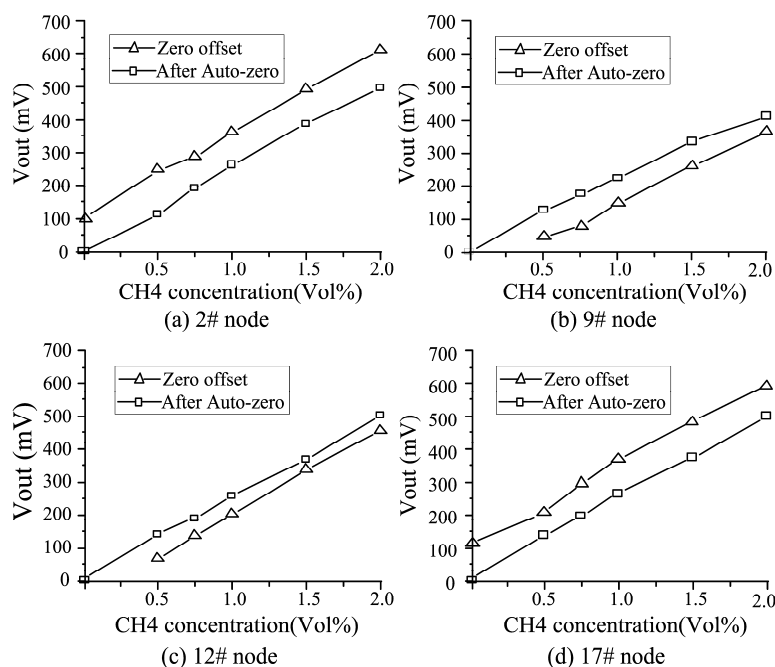 700
600
500
400
300
200
100
0
Vout (mV)
Zero offset
After Auto-zero
0.5 1.0 1.5 2.0
CH4 concentration(Vol%)
(a) 2# node
700
600
500
400
300
200
100
0
Vout (mV)
Zero offset
After Auto-zero
0.5 1.0 1.5 2.0
CH4 concentration(Vol%)
(b) 9# node
700
600
500
400
300
200
100
0
Vout (mV)
Zero offset
After Auto-zero
0.5 1.0 1.5 2.0
CH4 concentration(Vol%)
(c) 12# node
700
600
500
400
300
200
100
0
Vout (mV)
Zero offset
After Auto-zero
0.5 1.0 1.5 2.0
CH4 concentration(Vol%)
(d) 17# node